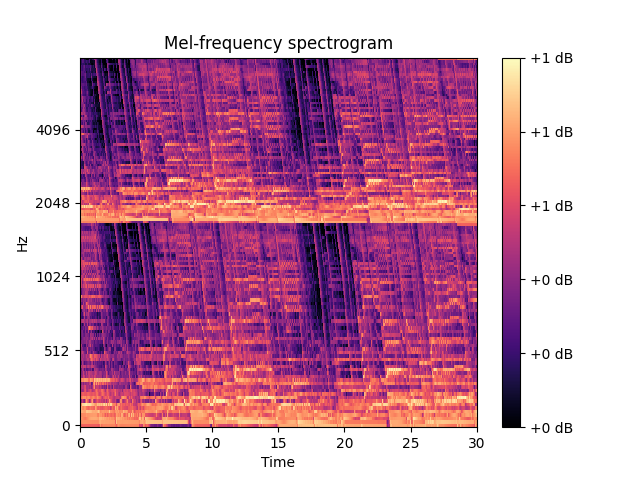 Mel-frequency spectrogram
4096
2048
1024
512
0
Hz
0 5 10 15 20 25 30
Time
+1 dB
+1 dB
+1 dB
+0 dB
+0 dB
+0 dB